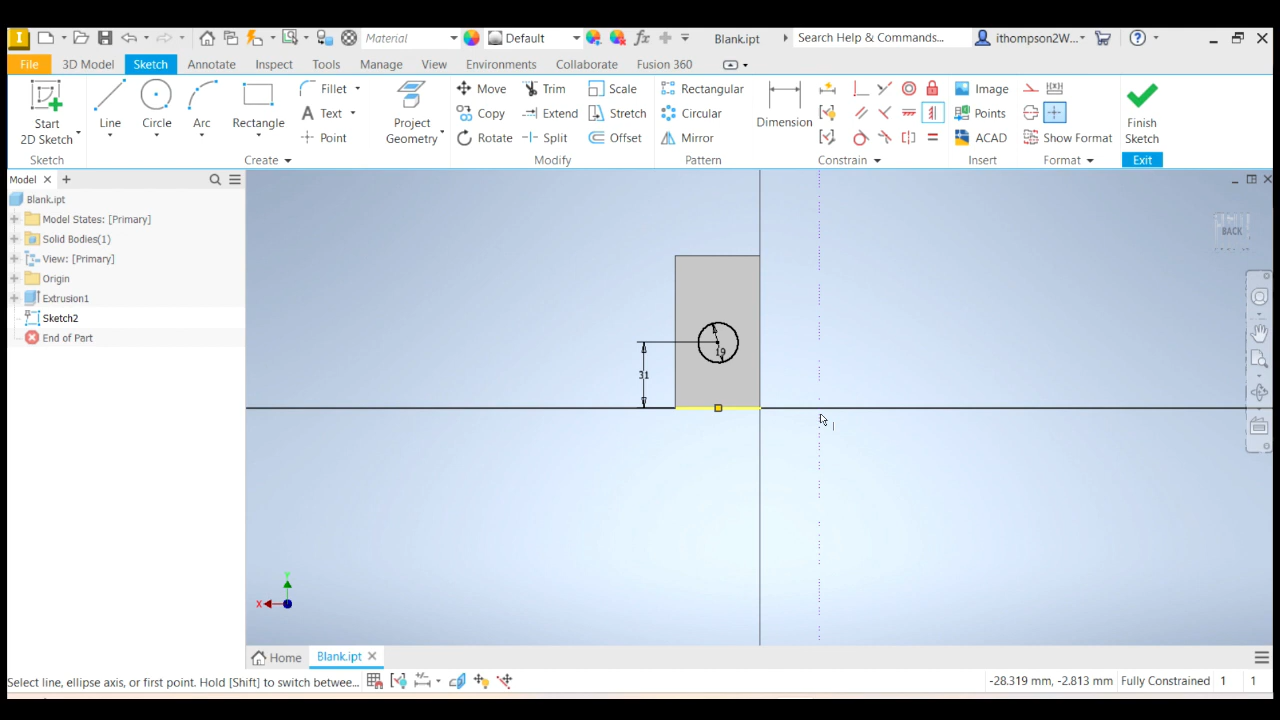 Material Default fx Blank.ipt Search Help & Commands... ithompson2W...
File 3D Model Sketch Annotate Inspect Tools Manage View Environments Collaborate Fusion 360
Start
2D Sketch
Line Circle Arc Rectangle
Fillet
Text
Point
Project
Geometry
Move Trim Scale
Copy Extend Stretch
Rotate Split Offset
Rectangular
Circular
Mirror
Dimension
Image
Points
ACAD
Show Format
Finish
Sketch
Sketch Create Modify Pattern Constrain Insert Format Exit
Model
Blank.ipt
Model States: [Primary]
Solid Bodies(1)
View: [Primary]
Origin
Extrusion1
Sketch2
End of Part
BACK
19
31
Y
X
Home Blank.ipt
Select line, ellipse axis, or first point. Hold [Shift] to switch betwee... -28.319 mm, -2.813 mm Fully Constrained 1 1